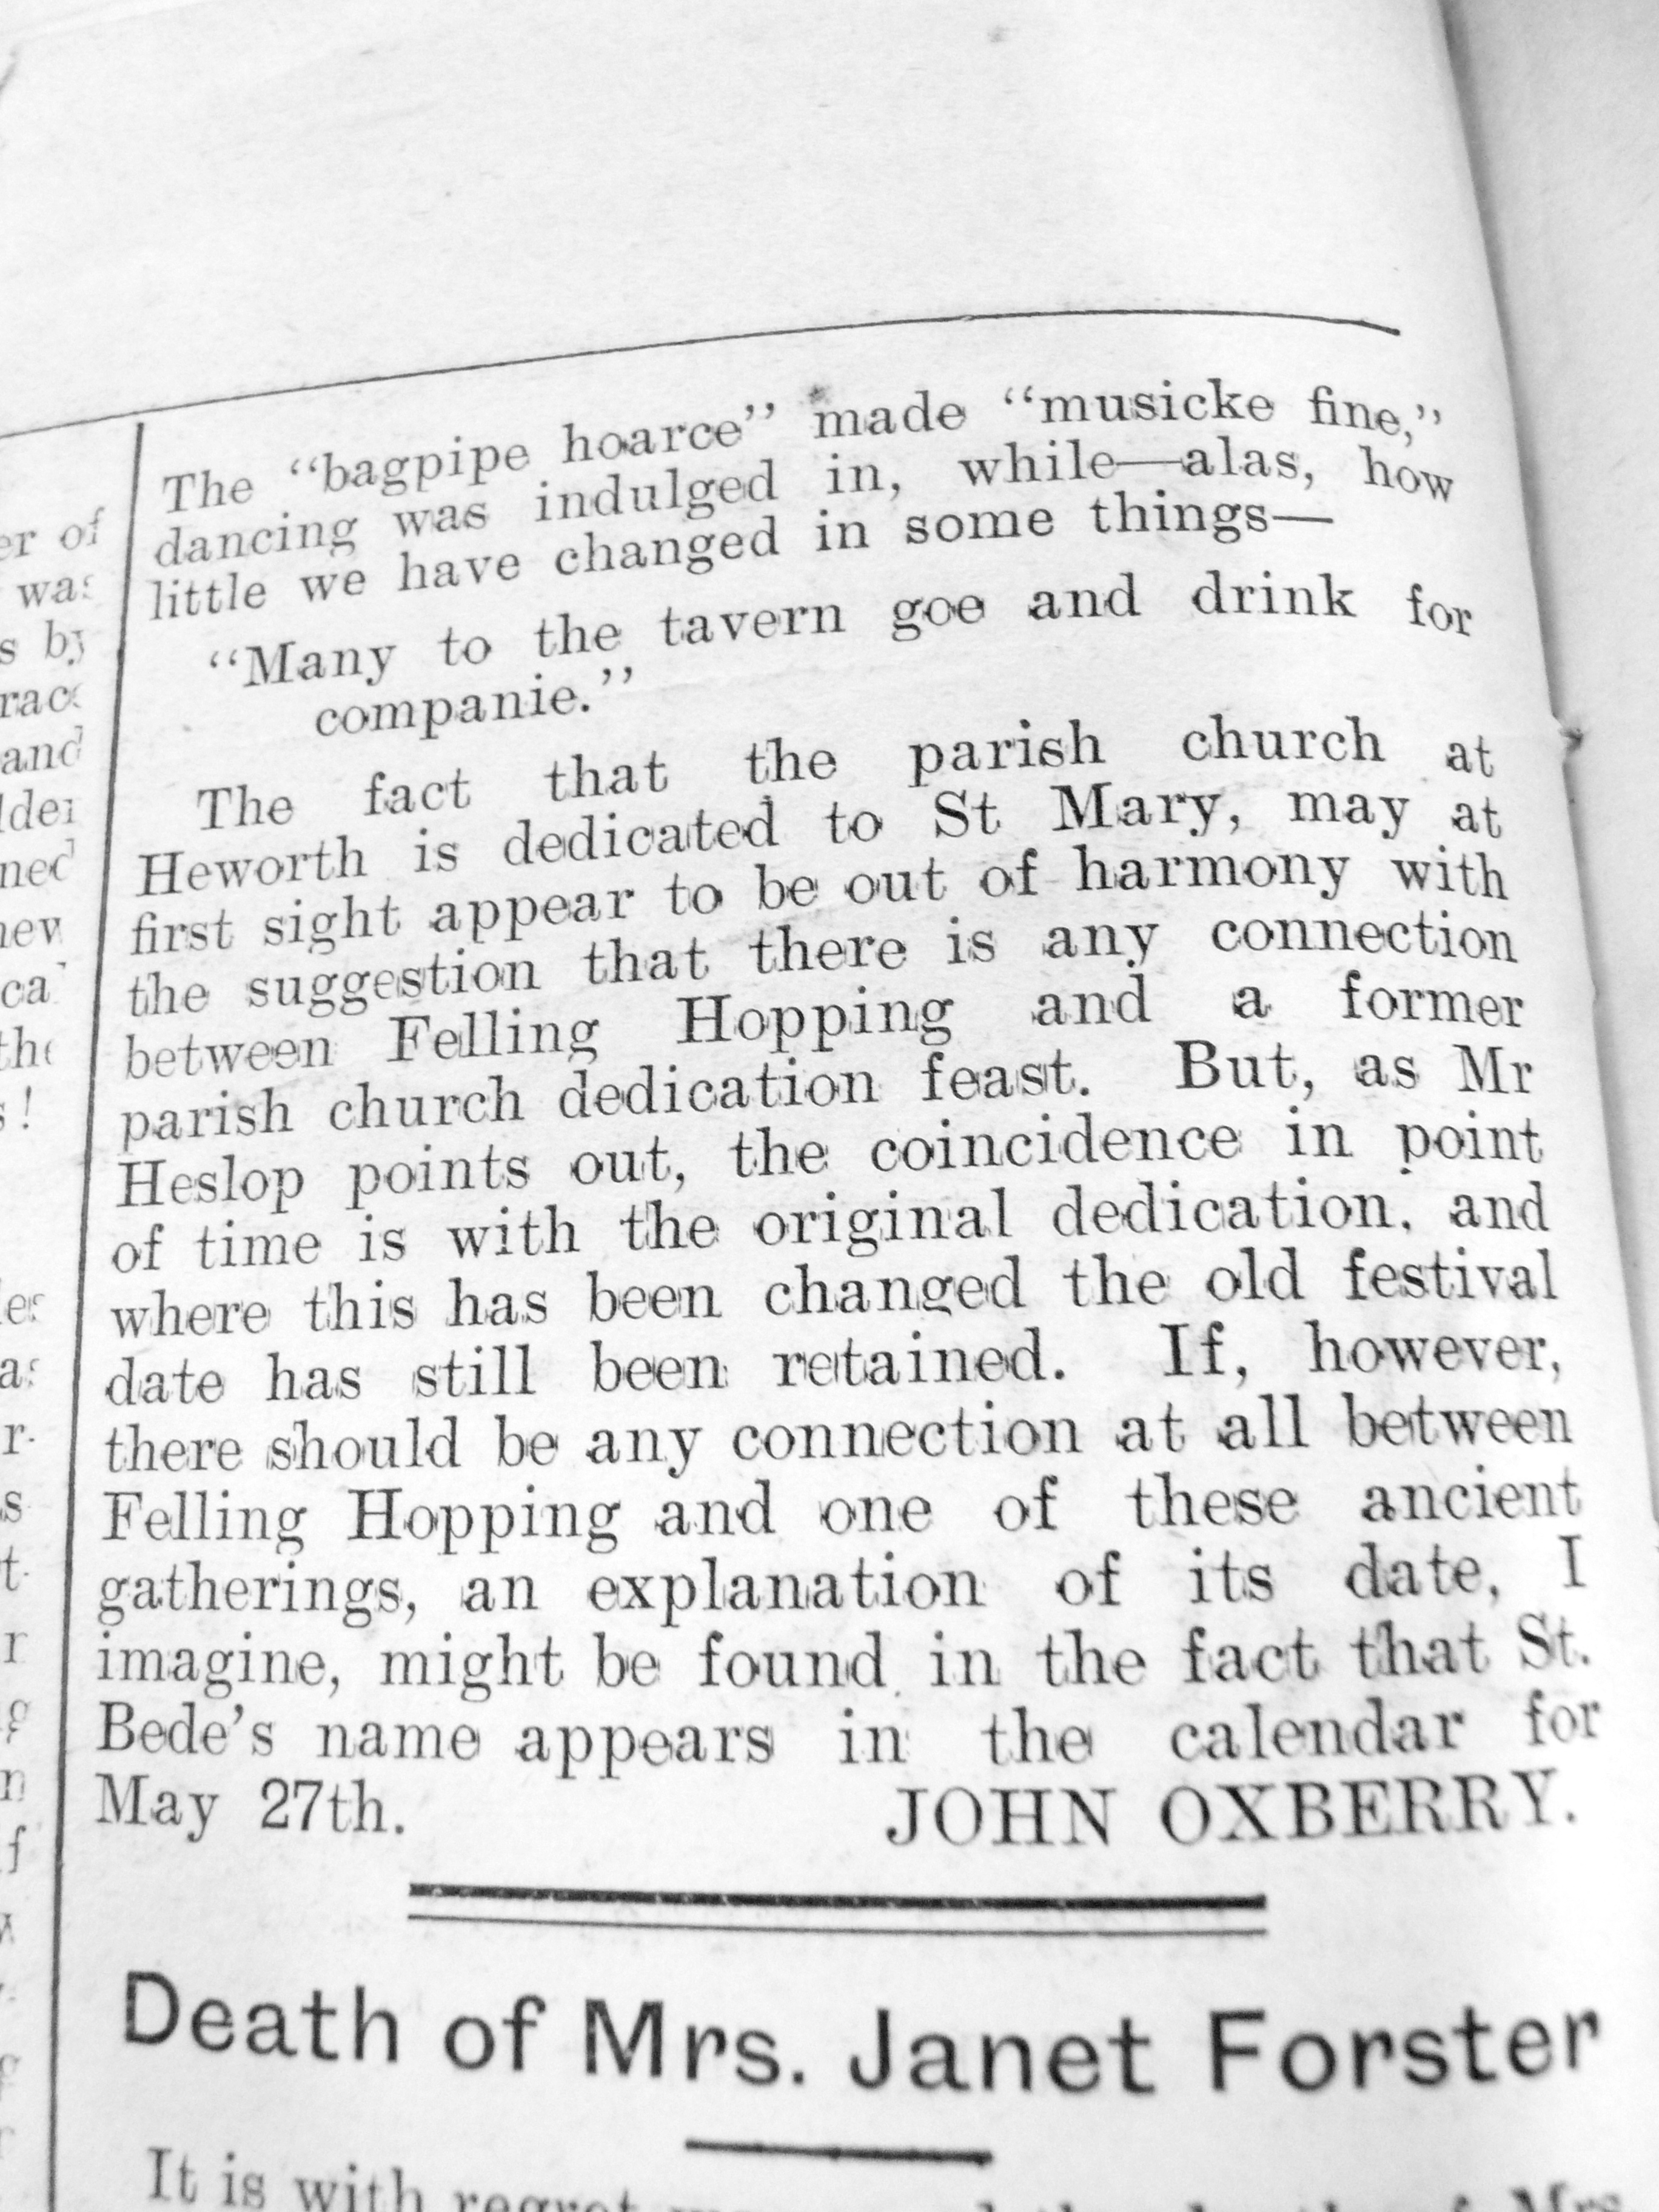 The “bagpipe hoarce” made “musicke fine,”
dancing was indulged in, while—alas, how
little we have changed in some things—
“Many to the tavern goe and drink for
companie.”
The fact that the parish church at
Heworth is dedicated to St Mary, may at
first sight appear to be out of harmony with
the suggestion that there is any connection
between Felling Hopping and a former
parish church dedication feast. But, as Mr
Heslop points out, the coincidence in point
of time is with the original dedication. and
where this has been changed the old festival
date has still been retained. If, however,
there should be any connection at all between
Felling Hopping and one of these ancient
gatherings, an explanation of its date, I
imagine, might be found in the fact that St.
Bede’s name appears in the calendar for
May 27th. JOHN OXBERRY.
Death of Mrs. Janet Forster
It is with regret